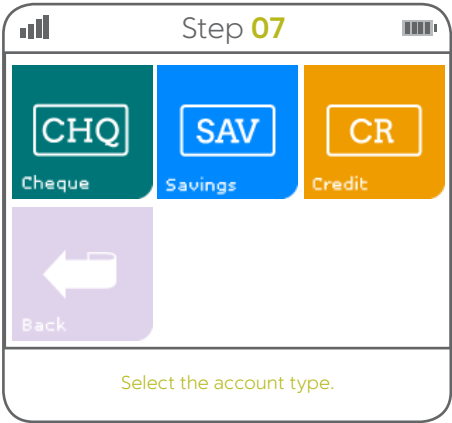 Step 07
CHQ
Cheque
SAV
Savings
CR
Credit
Back
Select the account type.